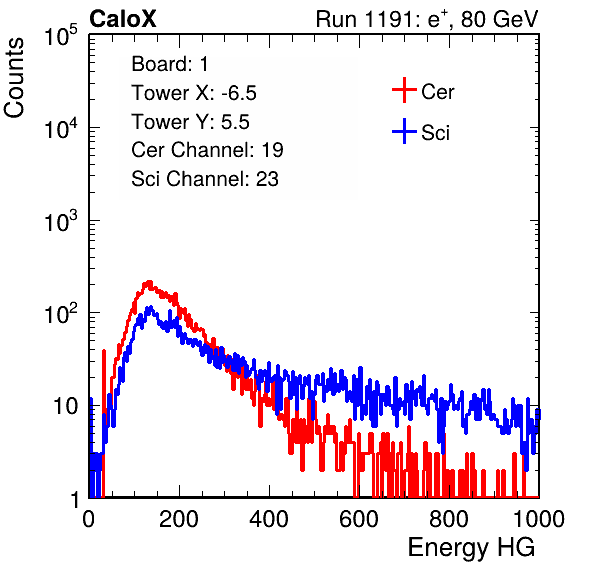 CaloX Run 1191: e⁺, 80 GeV
Counts
Board: 1
Tower X: -6.5
Tower Y: 5.5
Cer Channel: 19
Sci Channel: 23
Cer
Sci
10⁵
10⁴
10³
10²
10
1
0 200 400 600 800 1000
Energy HG